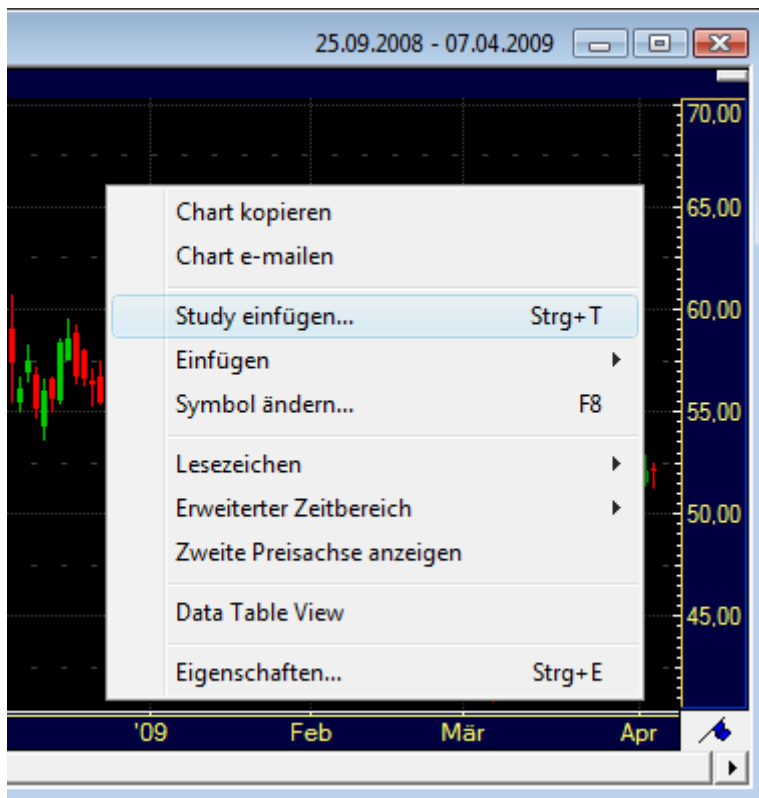 25.09.2008 - 07.04.2009
70,00
Chart kopieren
65,00
Chart e-mailen
Study einfügen... Strg+T
60,00
Einfügen
Symbol ändern... F8
55,00
Lesezeichen
Erweiterter Zeitbereich
50,00
Zweite Preisachse anzeigen
Data Table View
45,00
Eigenschaften... Strg+E
'09 Feb Mär Apr